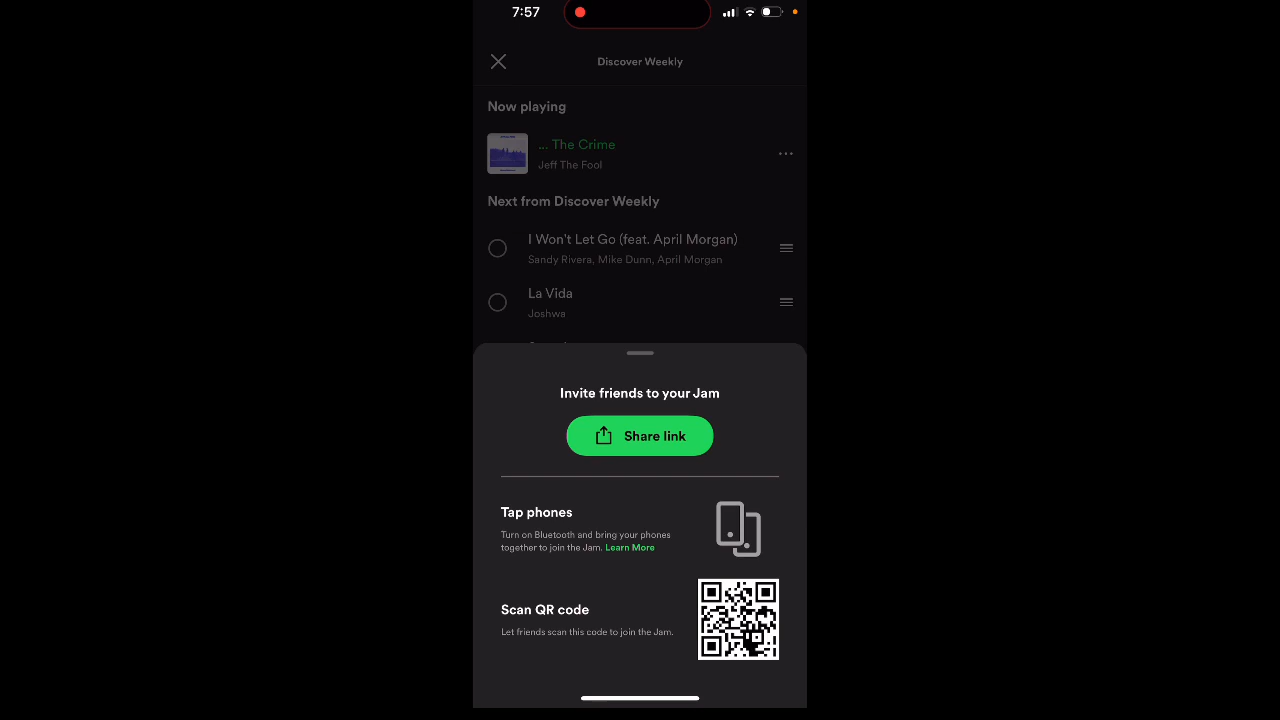 7:57
Discover Weekly
Now playing
... The Crime
Jeff The Fool
Next from Discover Weekly
I Won't Let Go (feat. April Morgan)
Sandy Rivera, Mike Dunn, April Morgan
La Vida
Joshwa
Invite friends to your Jam
Share link
Tap phones
Turn on Bluetooth and bring your phones
together to join the Jam. Learn More
Scan QR code
Let friends scan this code to join the Jam.